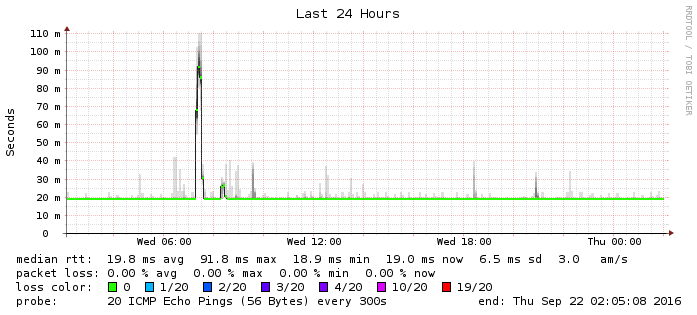 Last 24 Hours
RRDTOOL / TOBI OETIKER
Seconds
110 m
100 m
90 m
80 m
70 m
60 m
50 m
40 m
30 m
20 m
10 m
0
Wed 06:00 Wed 12:00 Wed 18:00 Thu 00:00
median rtt: 19.8 ms avg 91.8 ms max 18.9 ms min 19.0 ms now 6.5 ms sd 3.0 am/s
packet loss: 0.00 % avg 0.00 % max 0.00 % min 0.00 % now
loss color: 0 1/20 2/20 3/20 4/20 10/20 19/20
probe: 20 ICMP Echo Pings (56 Bytes) every 300s end: Thu Sep 22 02:05:08 2016